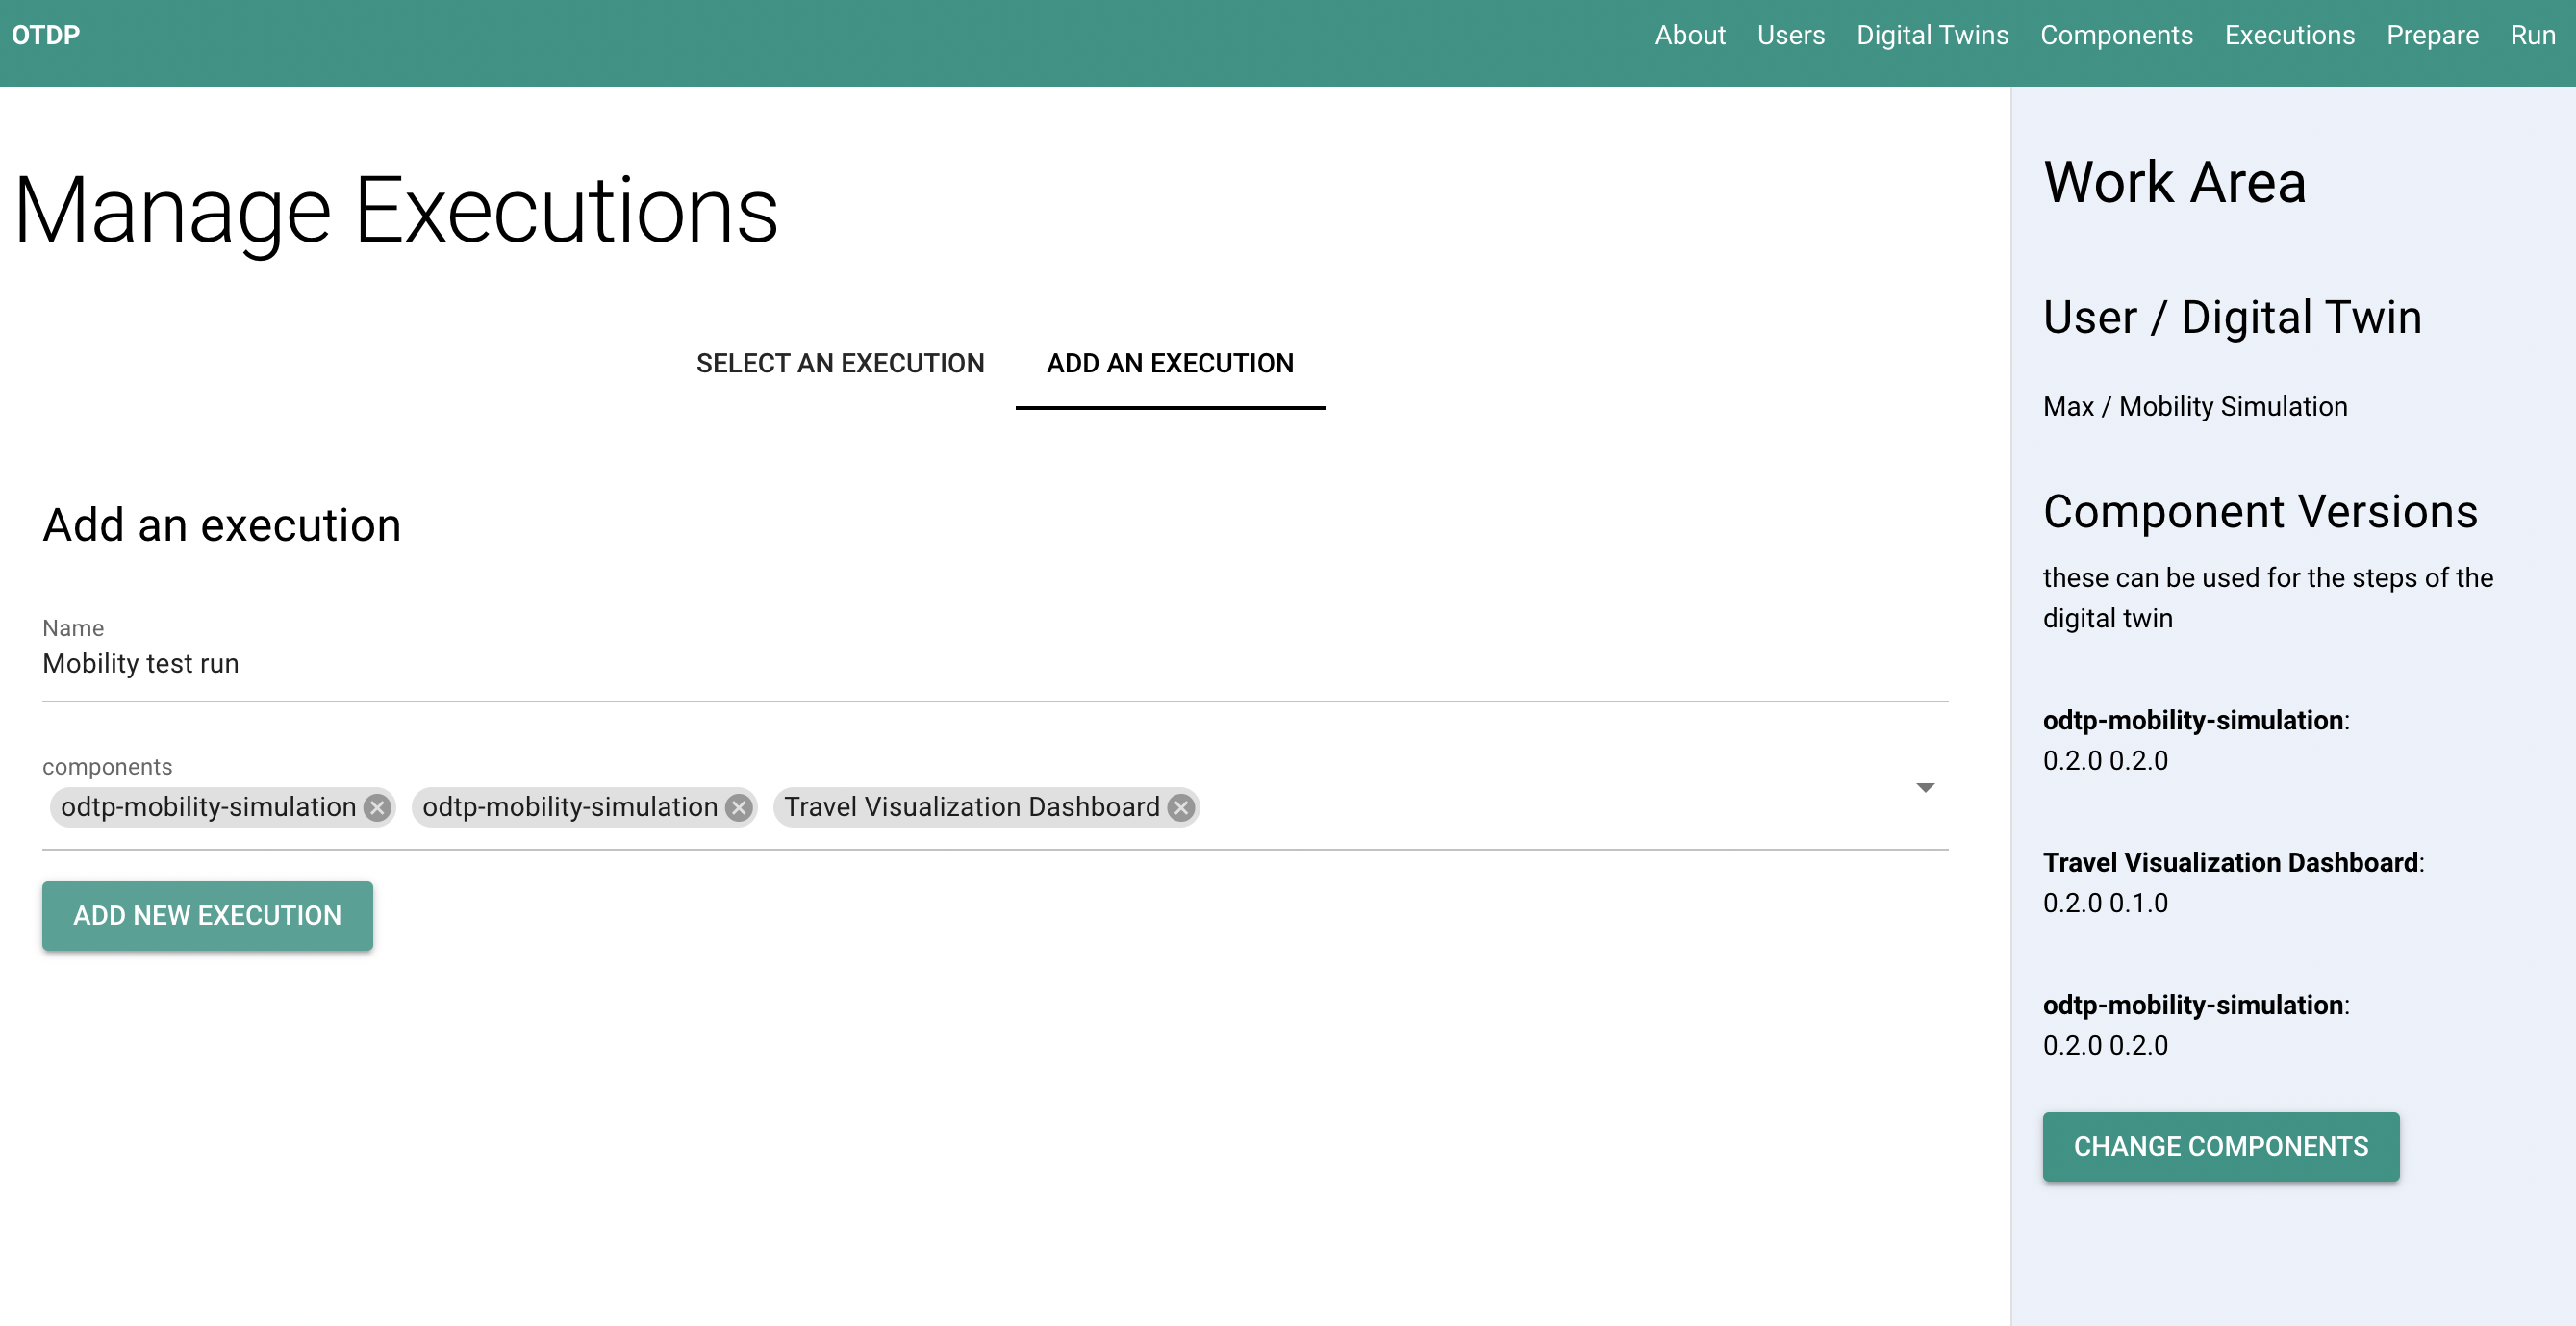 OTDP
About Users Digital Twins Components Executions Prepare Run
Manage Executions
SELECT AN EXECUTION ADD AN EXECUTION
Add an execution
Name
Mobility test run
components
odtp-mobility-simulation odtp-mobility-simulation Travel Visualization Dashboard
ADD NEW EXECUTION
Work Area
User / Digital Twin
Max / Mobility Simulation
Component Versions
these can be used for the steps of the
digital twin
odtp-mobility-simulation:
0.2.0 0.2.0
Travel Visualization Dashboard:
0.2.0 0.1.0
odtp-mobility-simulation:
0.2.0 0.2.0
CHANGE COMPONENTS